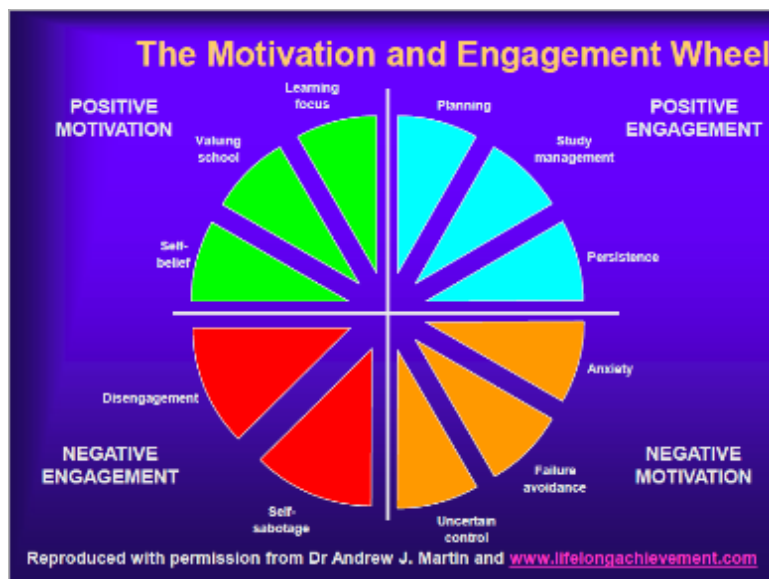 The Motivation and Engagement Wheel
POSITIVE
MOTIVATION
Learning
focus
Planning
POSITIVE
ENGAGEMENT
Valuing
school
Study
management
Self-
belief
Persistence
Disengagement
Anxiety
NEGATIVE
ENGAGEMENT
Self-
sabotage
Uncertain
control
Failure
avoidance
NEGATIVE
MOTIVATION
Reproduced with permission from Dr Andrew J. Martin and www.lifelongachievement.com